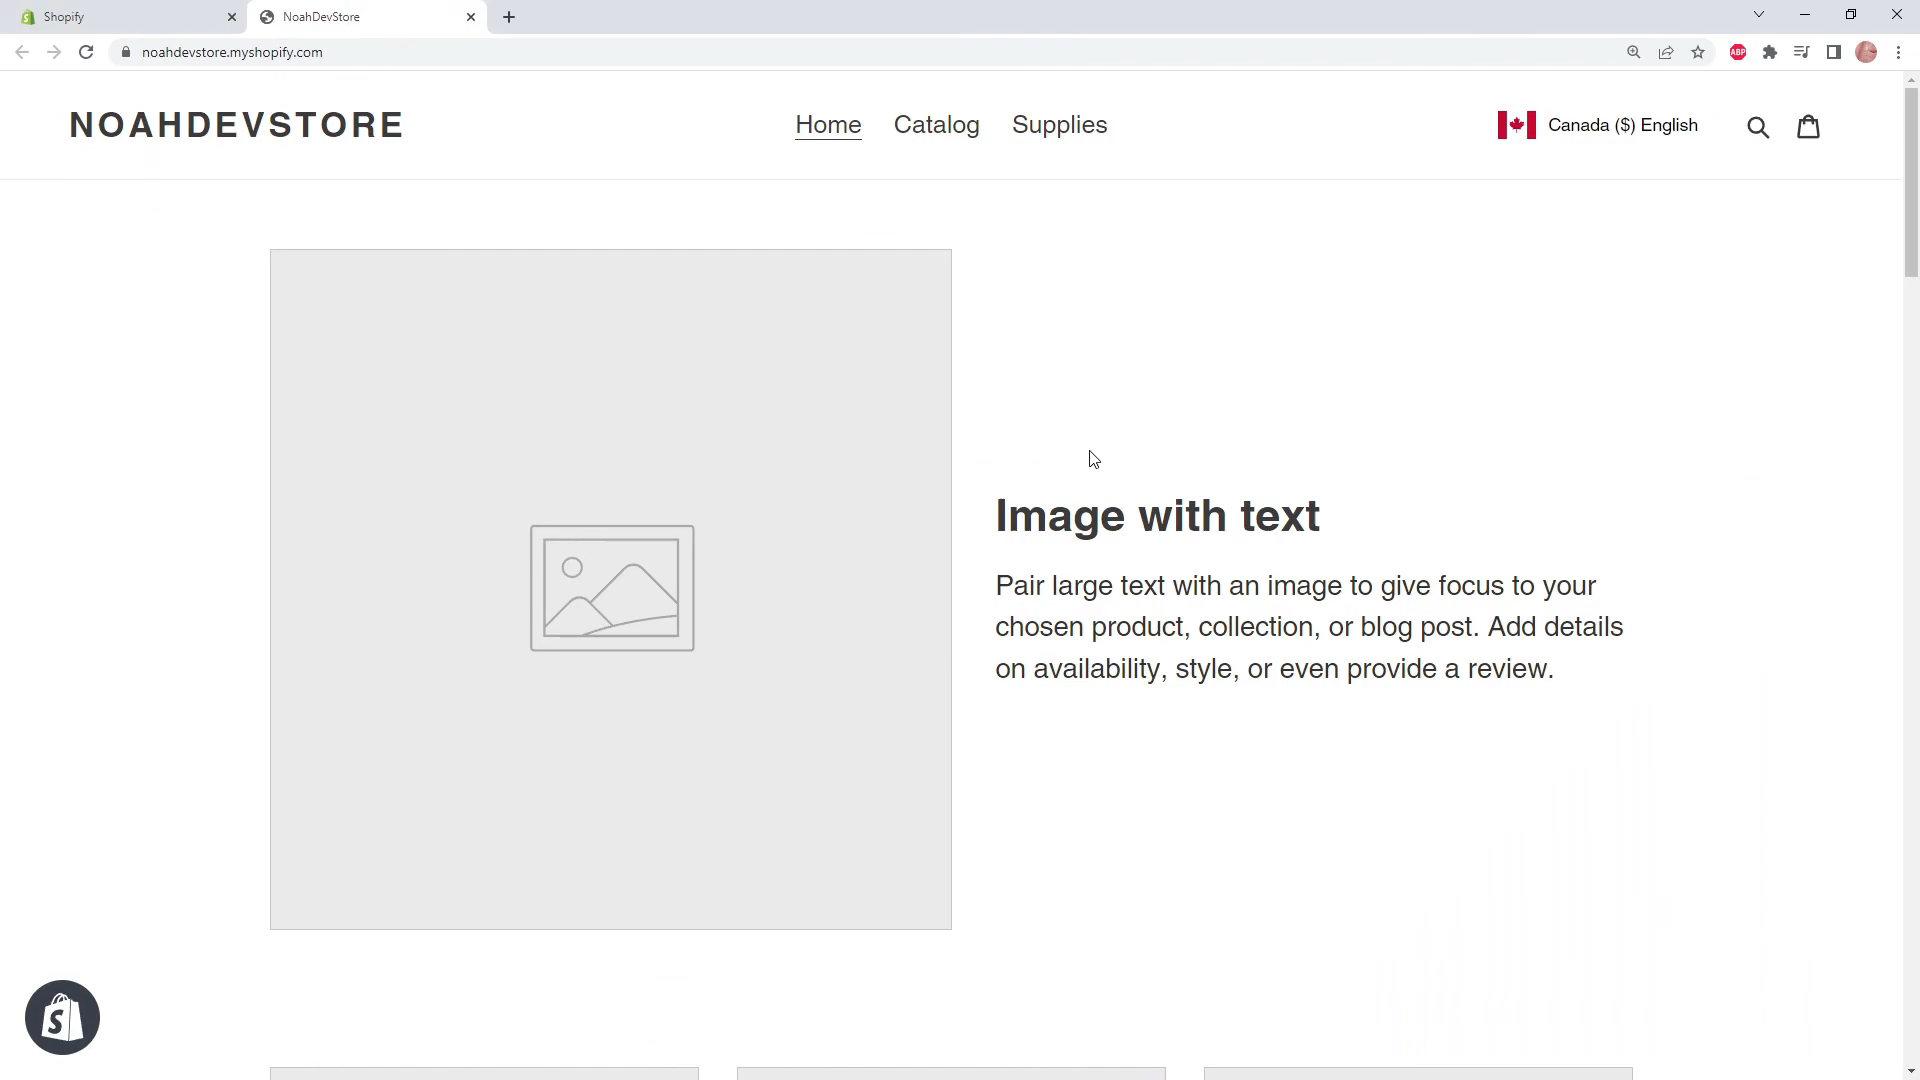 Shopify
NoahDevStore
noahdevstore.myshopify.com
ABP
NOAHDEVSTORE
Home
Catalog
Supplies
Canada ($) English
Image with text
Pair large text with an image to give focus to your
chosen product, collection, or blog post. Add details
on availability, style, or even provide a review.